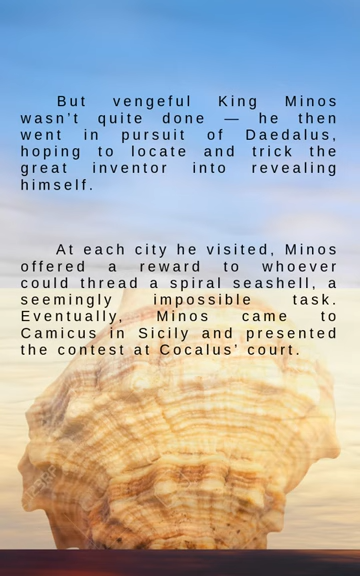 But vengeful King Minos
wasn't quite done — he then
went in pursuit of Daedalus,
hoping to locate and trick the
great inventor into revealing
himself.
At each city he visited, Minos
offered a reward to whoever
could thread a spiral seashell, a
seemingly impossible task.
Eventually, Minos came to
Camicus in Sicily and presented
the contest at Cocalus' court.